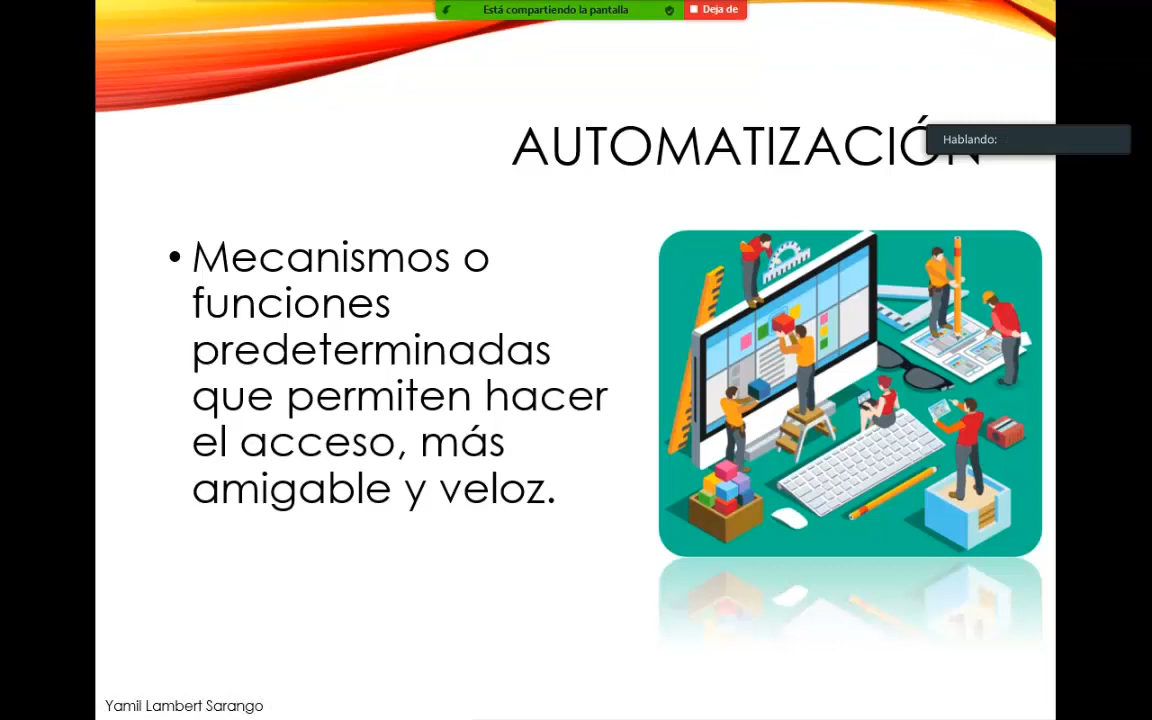 Está compartiendo la pantalla
Deja de
AUTOMATIZACIÓN
Hablando:
• Mecanismos o
funciones
predeterminadas
que permiten hacer
el acceso, más
amigable y veloz.
Yamil Lambert Sarango